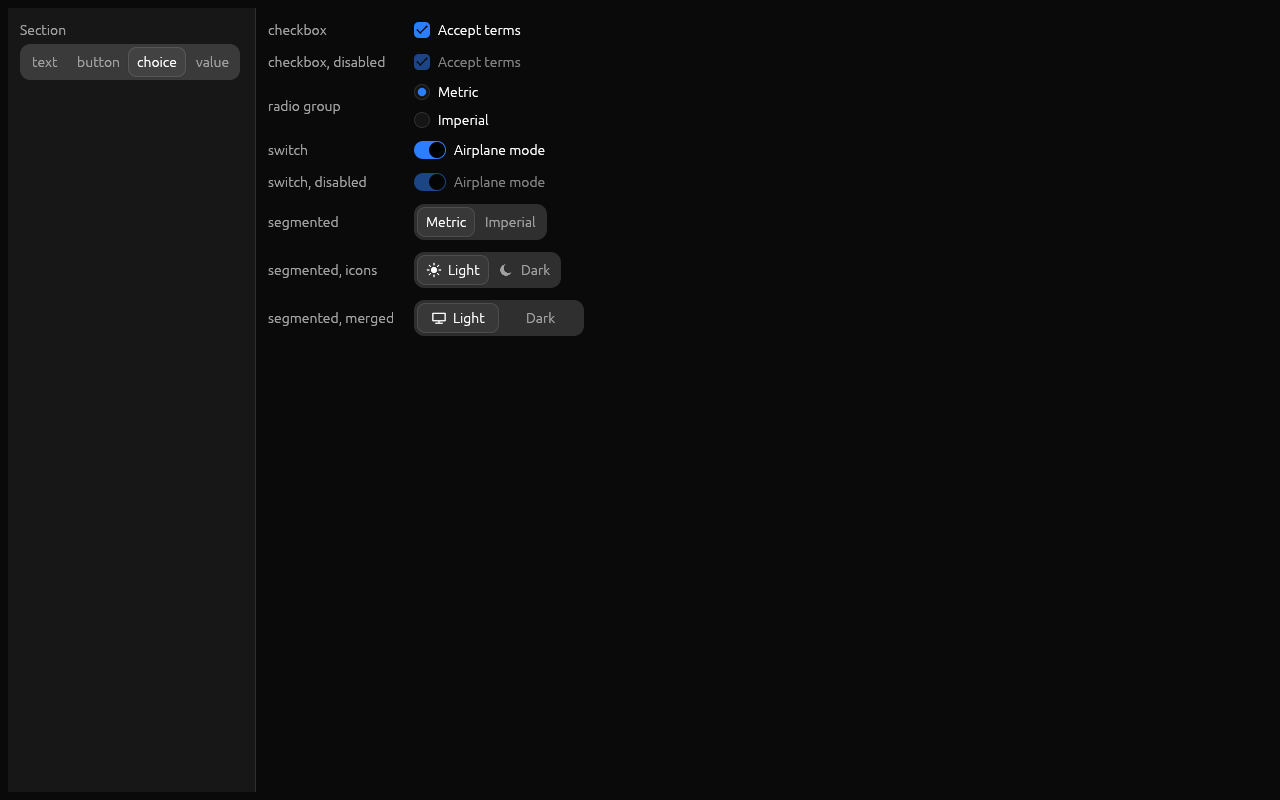 Section
text button choice value
checkbox Accept terms
checkbox, disabled Accept terms
radio group
Metric
Imperial
switch Airplane mode
switch, disabled Airplane mode
segmented Metric Imperial
segmented, icons Light Dark
segmented, merged Light Dark